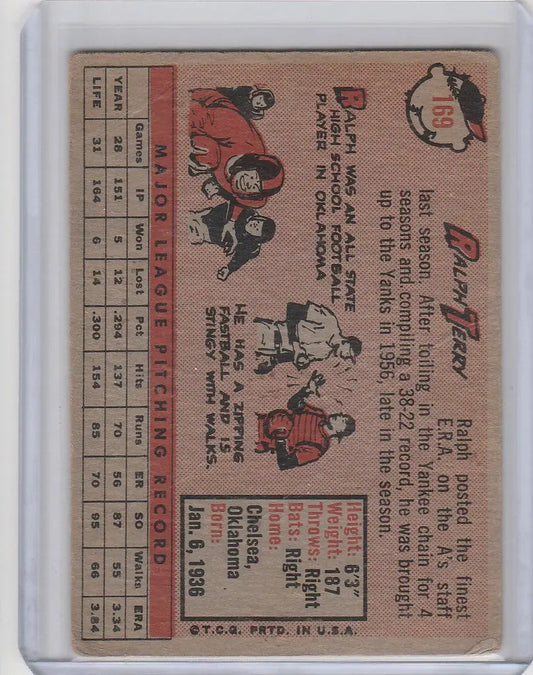 169
RALPH TERRY
Ralph posted the finest
E.R.A. on the A's staff
last season. After toiling in the Yankee chain for 4
seasons and compiling a 38-22 record, he was brought
up to the Yanks in 1956, late in the season.
RALPH WAS AN ALL STATE
HIGH SCHOOL FOOTBALL
PLAYER IN OKLAHOMA
HE HAS A ZIPPING
FASTBALL AND IS
STINGY WITH WALKS.
Height: 6'3"
Weight: 187
Throws: Right
Bats: Right
Home:
Chelsea,
Oklahoma
Born:
Jan. 6, 1936
MAJOR LEAGUE PITCHING RECORD
Games IP Won Lost Pct Hits Runs ER SO Walks ERA
YEAR 28 151 5 12 .294 137 70 56 87 55 3.34
LIFE 31 164 6 14 .300 154 85 70 95 66 3.84
©T.C.G. PRTD. IN U.S.A.